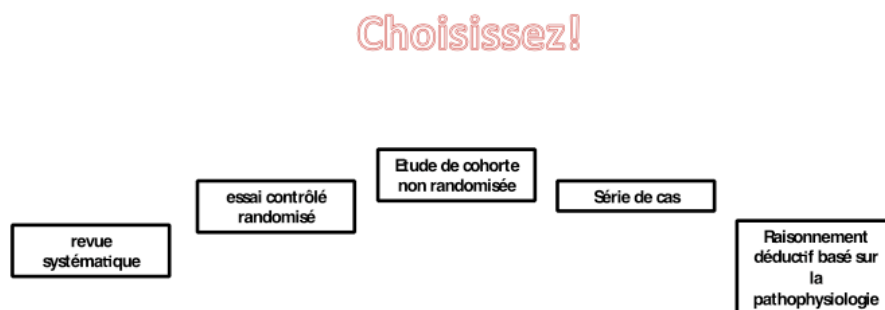 Choisissez!
revue
systématique
essai contrôlé
randomisé
Etude de cohorte
non randomisée
Série de cas
Raisonnement
déductif basé sur
la
pathophysiologie